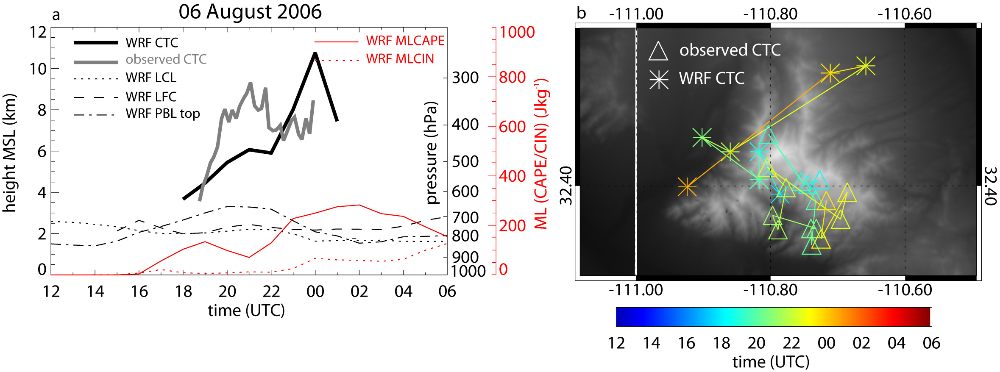 06 August 2006
a
WRF CTC
observed CTC
WRF LCL
WRF LFC
WRF PBL top
WRF MLCAPE
WRF MLCIN
height MSL (km)
12
10
8
6
4
2
0
pressure (hPa)
300
400
500
600
700
800
900
1000
ML (CAPE/CIN) (Jkg⁻¹)
1000
800
600
400
200
0
12 14 16 18 20 22 00 02 04 06
time (UTC)
b
-111.00 -110.80 -110.60
observed CTC
WRF CTC
32.40
32.40
-111.00 -110.80 -110.60
12 14 16 18 20 22 00 02 04 06
time (UTC)